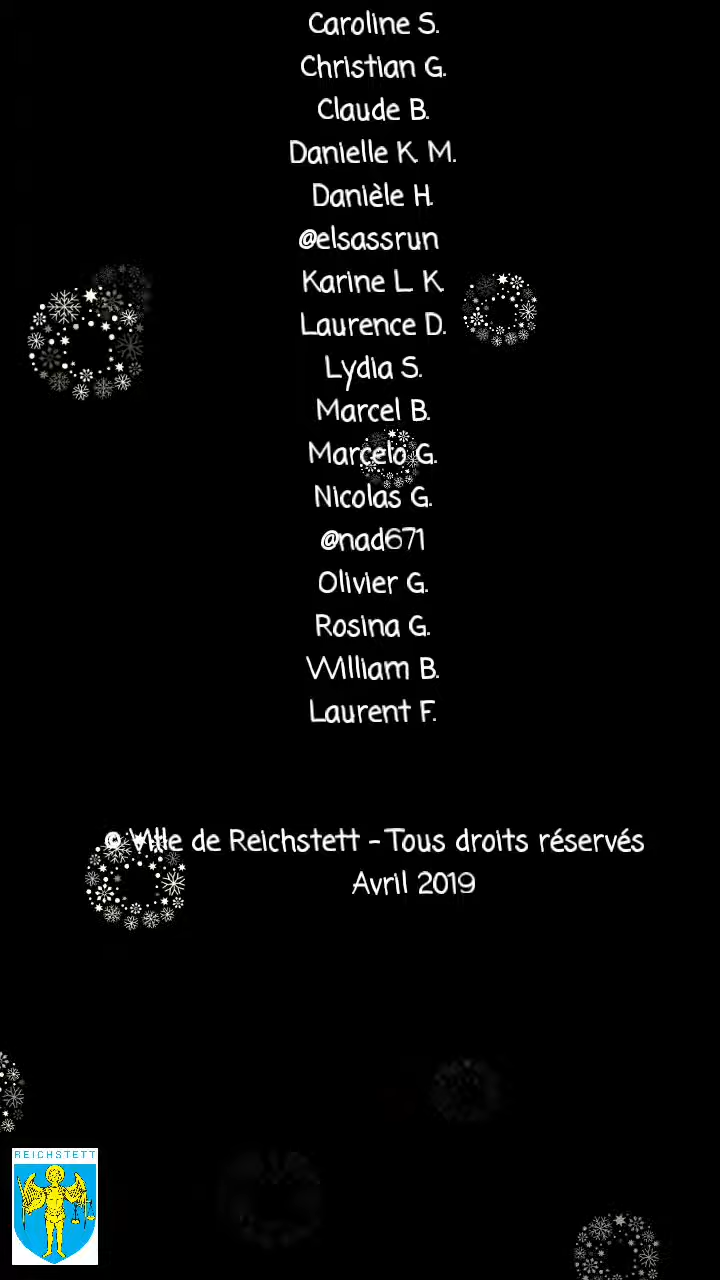 Caroline S.
Christian G.
Claude B.
Danielle K. M.
Danièle H.
@elsassrun
Karine L. K.
Laurence D.
Lydia S.
Marcel B.
Marcelo G.
Nicolas G.
@nad671
Olivier G.
Rosina G.
William B.
Laurent F.
© Ville de Reichstett - Tous droits réservés
Avril 2019
REICHSTETT